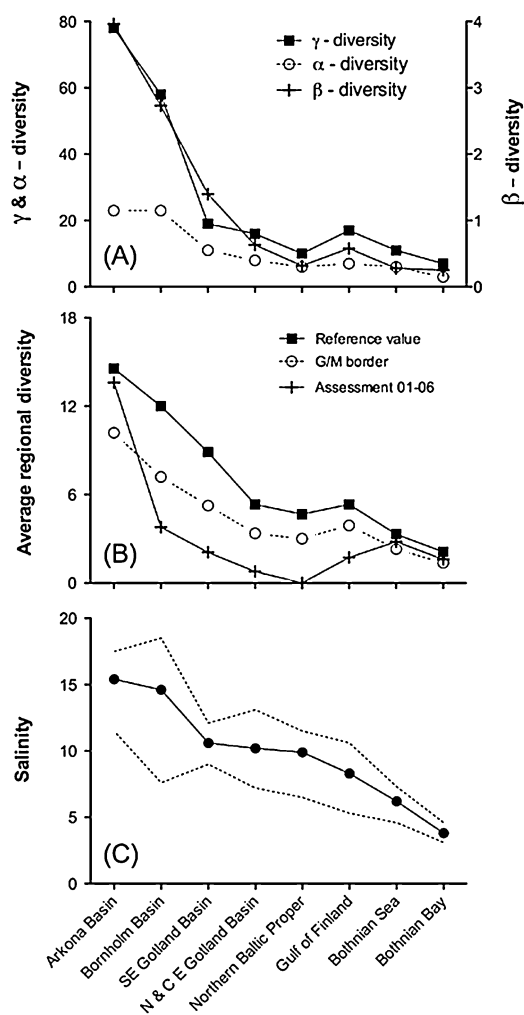 80
60
40
20
0
γ & α – diversity
4
3
2
1
0
β – diversity
γ - diversity
α - diversity
β - diversity
(A)
18
12
6
0
Average regional diversity
Reference value
G/M border
Assessment 01-06
(B)
20
15
10
5
0
Salinity
(C)
Arkona Basin
Bornholm Basin
SE Gotland Basin
N & C E Gotland Basin
Northern Baltic Proper
Gulf of Finland
Bothnian Sea
Bothnian Bay